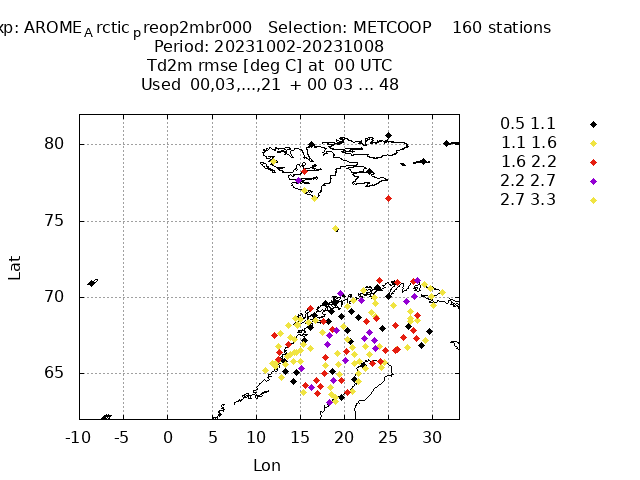 xp: AROME_Arctic_preop2mbr000 Selection: METCOOP 160 stations
Period: 20231002-20231008
Td2m rmse [deg C] at 00 UTC
Used 00,03,...,21 + 00 03 ... 48
0.5 1.1
1.1 1.6
1.6 2.2
2.2 2.7
2.7 3.3
80
75
70
65
Lat
-10 -5 0 5 10 15 20 25 30
Lon